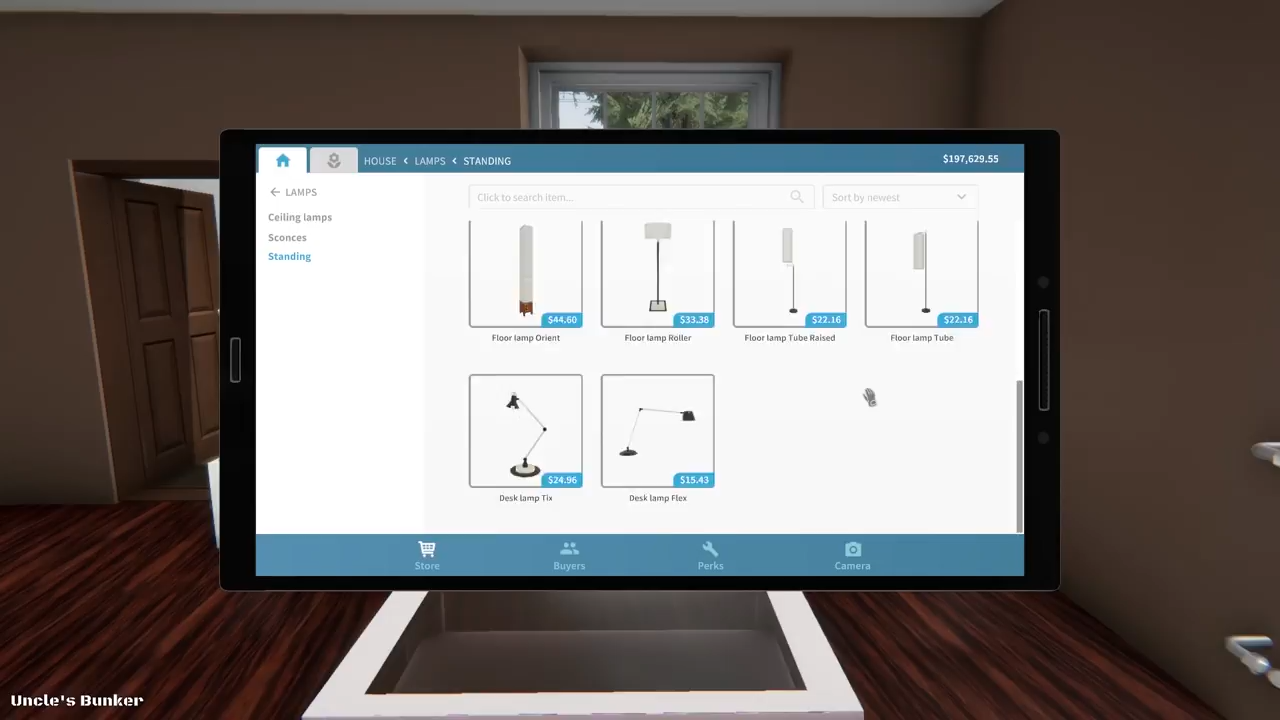 HOUSE < LAMPS < STANDING
$197,629.55
LAMPS
Click to search item...
Sort by newest
Ceiling lamps
Sconces
Standing
$44.60
$33.38
$22.16
$22.16
Floor lamp Orient
Floor lamp Roller
Floor lamp Tube Raised
Floor lamp Tube
$24.96
$15.43
Desk lamp Tix
Desk lamp Flex
Store
Buyers
Perks
Camera
Uncle's Bunker